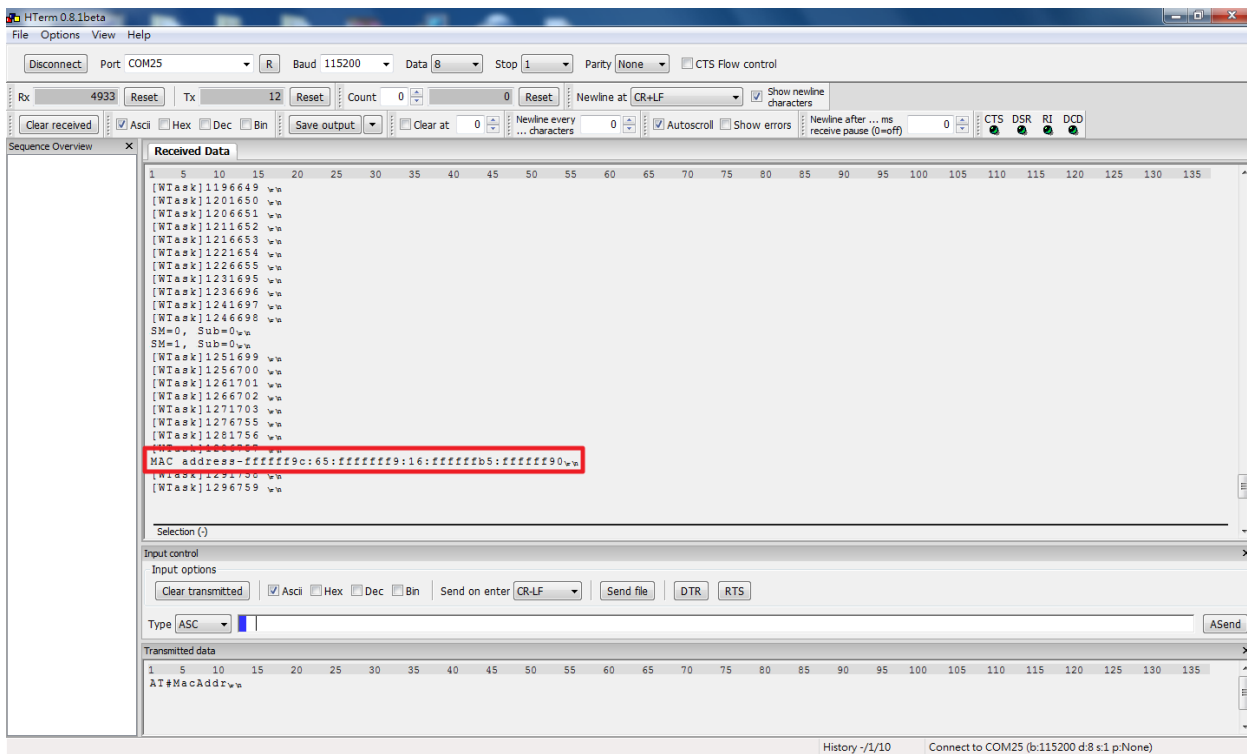 HTerm 0.8.1beta
File Options View Help
Disconnect Port COM25 R Baud 115200 Data 8 Stop 1 Parity None CTS Flow control
Rx 4933 Reset Tx 12 Reset Count 0 0 Reset Newline at CR+LF Show newline characters
Clear received Ascii Hex Dec Bin Save output Clear at 0 Newline every ... characters 0 Autoscroll Show errors Newline after ... ms receive pause (0=off) 0 CTS DSR RI DCD
Sequence Overview x Received Data
1 5 10 15 20 25 30 35 40 45 50 55 60 65 70 75 80 85 90 95 100 105 110 115 120 125 130 135
[WTask]1196649 \r\n
[WTask]1201650 \r\n
[WTask]1206651 \r\n
[WTask]1211652 \r\n
[WTask]1216653 \r\n
[WTask]1221654 \r\n
[WTask]1226655 \r\n
[WTask]1231695 \r\n
[WTask]1236696 \r\n
[WTask]1241697 \r\n
[WTask]1246698 \r\n
SM=0, Sub=0\r\n
SM=1, Sub=0\r\n
[WTask]1251699 \r\n
[WTask]1256700 \r\n
[WTask]1261701 \r\n
[WTask]1266702 \r\n
[WTask]1271703 \r\n
[WTask]1276755 \r\n
[WTask]1281756 \r\n
MAC address-ffffff9c:65:fffffff9:16:ffffffb5:ffffff90\r\n
[WTask]1291758 \r\n
[WTask]1296759 \r\n
Selection (-)
Input control
Input options
Clear transmitted Ascii Hex Dec Bin Send on enter CR-LF Send file DTR RTS
Type ASC ASend
Transmitted data
1 5 10 15 20 25 30 35 40 45 50 55 60 65 70 75 80 85 90 95 100 105 110 115 120 125 130 135
AT#MacAddr\r\n
History -/1/10 Connect to COM25 (b:115200 d:8 s:1 p:None)